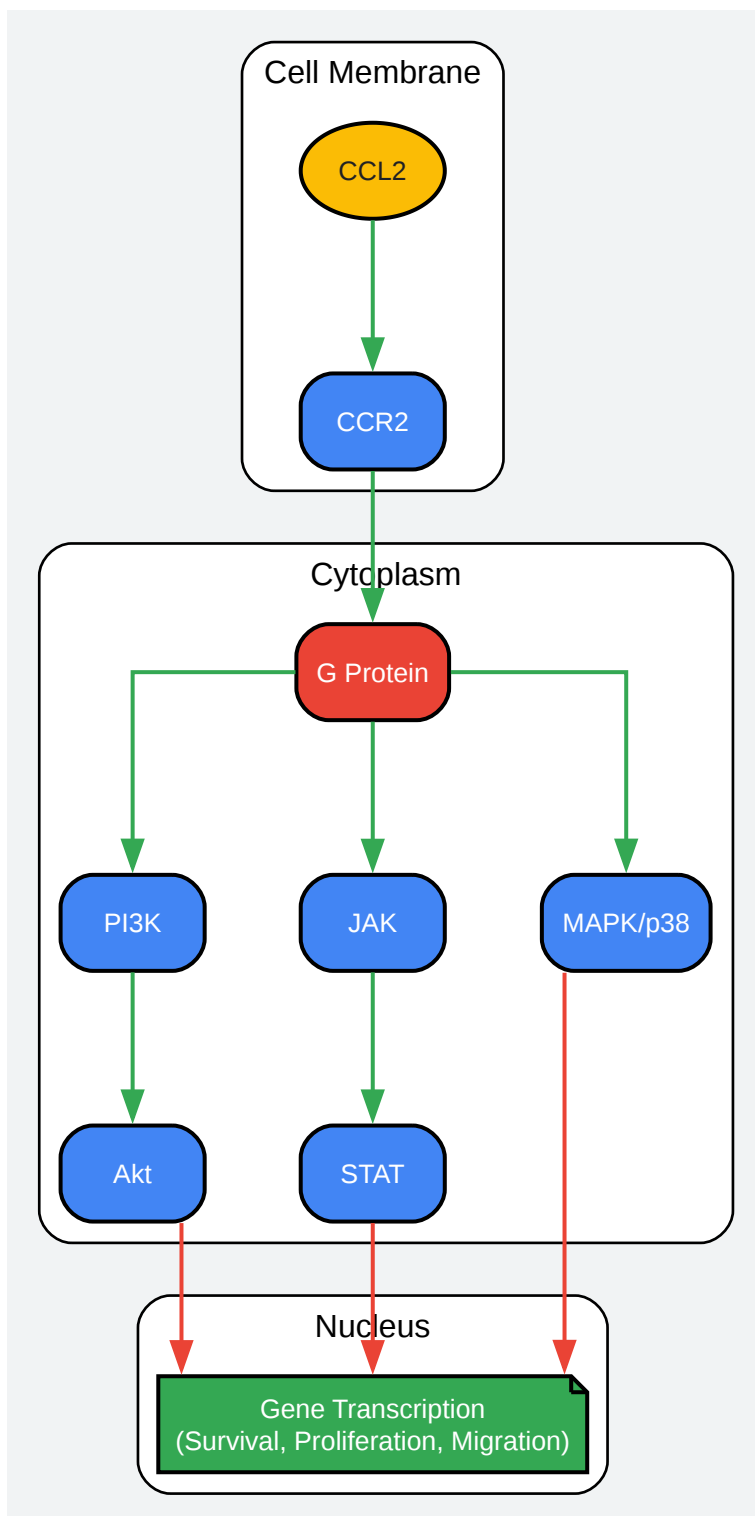 Cell Membrane
CCL2
CCR2
Cytoplasm
G Protein
PI3K
JAK
MAPK/p38
Akt
STAT
Nucleus
Gene Transcription
(Survival, Proliferation, Migration)